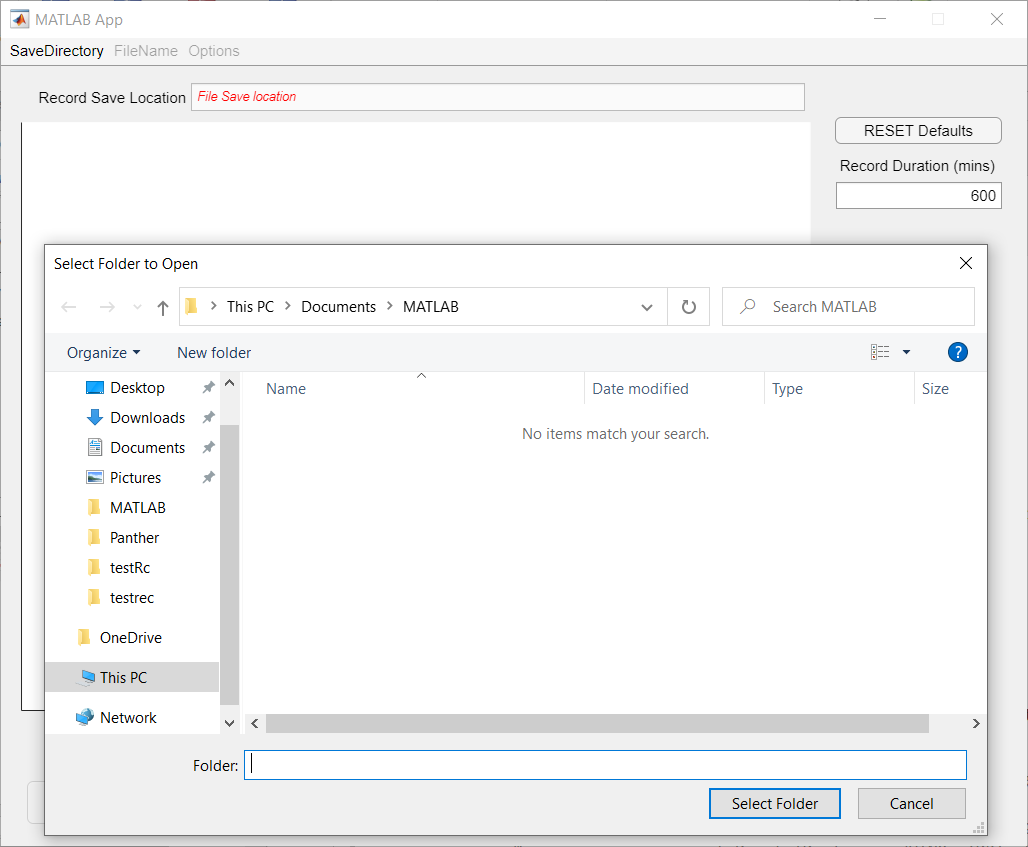 MATLAB App
SaveDirectory FileName Options
Record Save Location File Save location
RESET Defaults
Record Duration (mins)
600
Select Folder to Open
This PC Documents MATLAB Search MATLAB
Organize New folder ?
Name Date modified Type Size
No items match your search.
Desktop
Downloads
Documents
Pictures
MATLAB
Panther
testRc
testrec
OneDrive
This PC
Network
Folder:
Select Folder Cancel